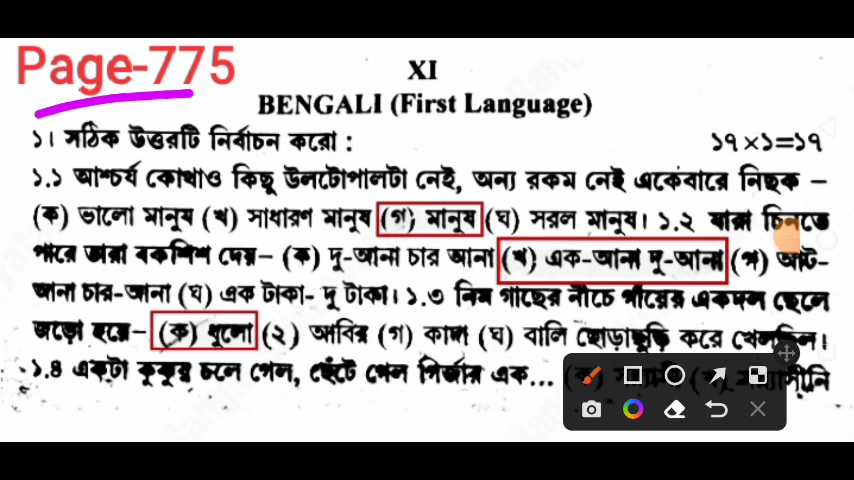 Page-775
XI
BENGALI (First Language)
১। সঠিক উত্তরটি নির্বাচন করো : ১৭×১=১৭
১.১ আশ্চর্য কোথাও কিছু উলটোপালটা নেই, অন্য রকম নেই একেবারে নিছক –
(ক) ভালো মানুষ (খ) সাধারণ মানুষ (গ) মানুষ (ঘ) সরল মানুষ। ১.২ যারা চিনতে
পারে তারা বকশিশ দেয়– (ক) দু-আনা চার আনা (খ) এক-আনা দু-আনা (গ) আট-
আনা চার-আনা (ঘ) এক টাকা- দু টাকা। ১.৩ নিম গাছের নীচে গাঁয়ের একদল ছেলে
জড়ো হয়ে– (ক) ধুলো (২) আবির (গ) কাদা (ঘ) বালি ছোড়াছুড়ি করে খেলছিল।
১.৪ একটা কুকুর চলে গেল, হেঁটে গেল গির্জার এক... (ক)